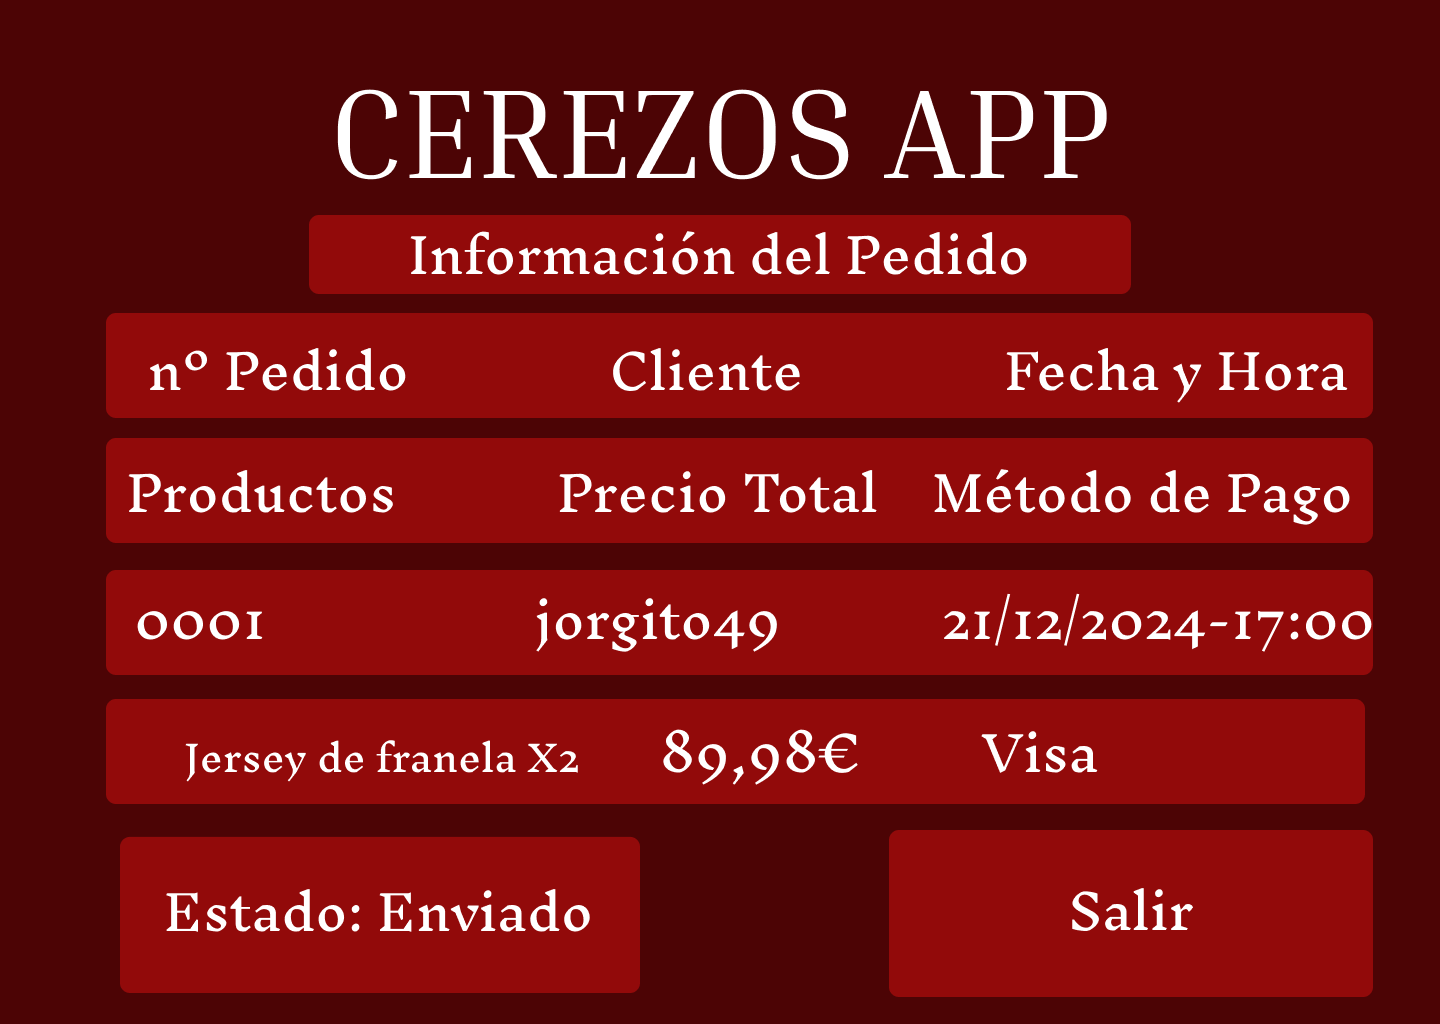 CEREZOS APP
Información del Pedido
nº Pedido Cliente Fecha y Hora
Productos Precio Total Método de Pago
0001 jorgito49 21/12/2024-17:00
Jersey de franela X2 89,98€ Visa
Estado: Enviado Salir